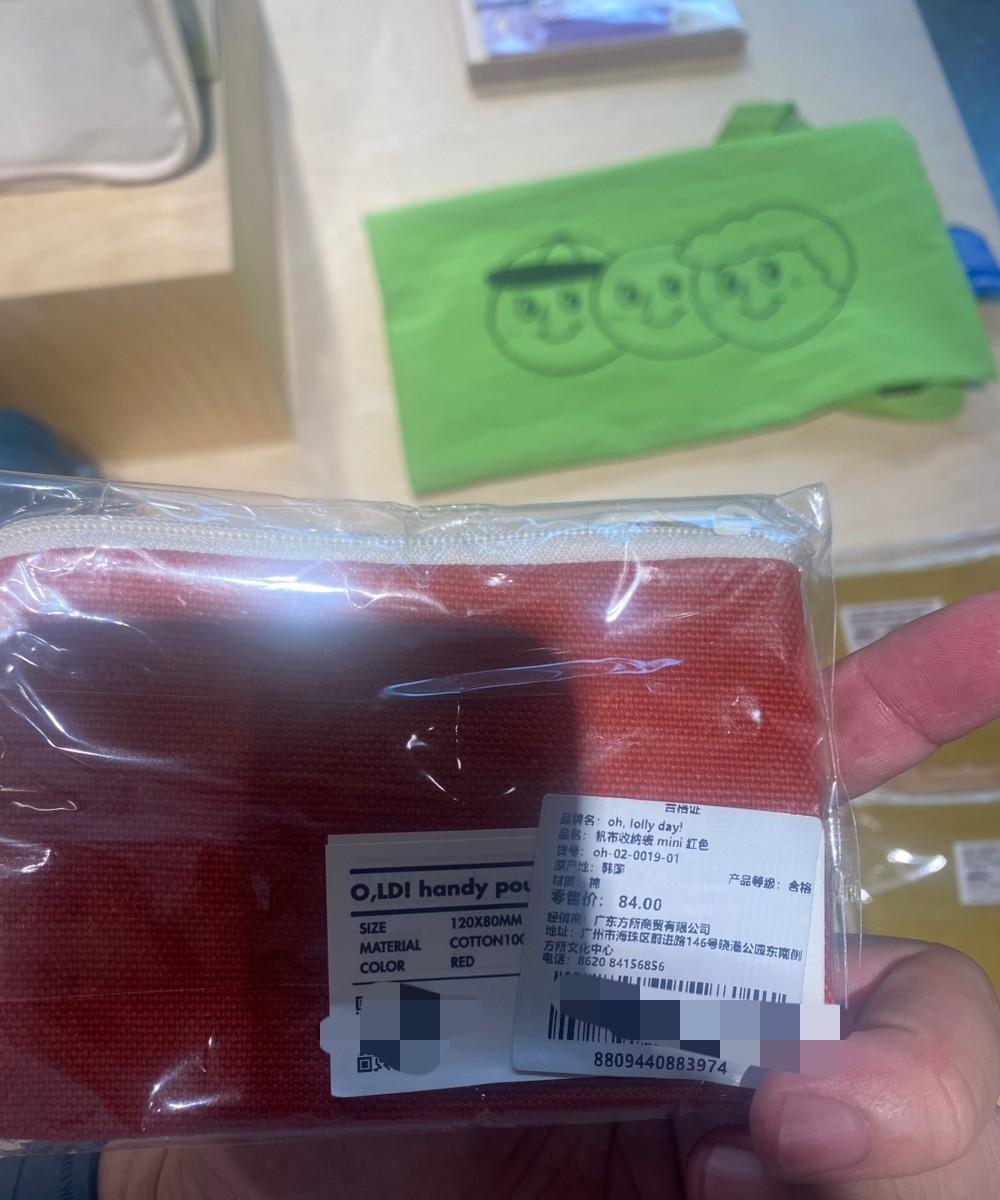 O,LD! handy pou
SIZE 120X80MM
MATERIAL COTTON100
COLOR RED
合格证
品牌名: oh, lolly day!
品名: 帆布收纳袋 mini 红色
货号: oh-02-0019-01
原产地: 韩国
材质: 棉 产品等级: 合格
零售价: 84.00
经销商: 广东方所商贸有限公司
地址: 广州市海珠区前进路146号晓港公园东南侧
方所文化中心
电话: 8620 84156856
8809440883974